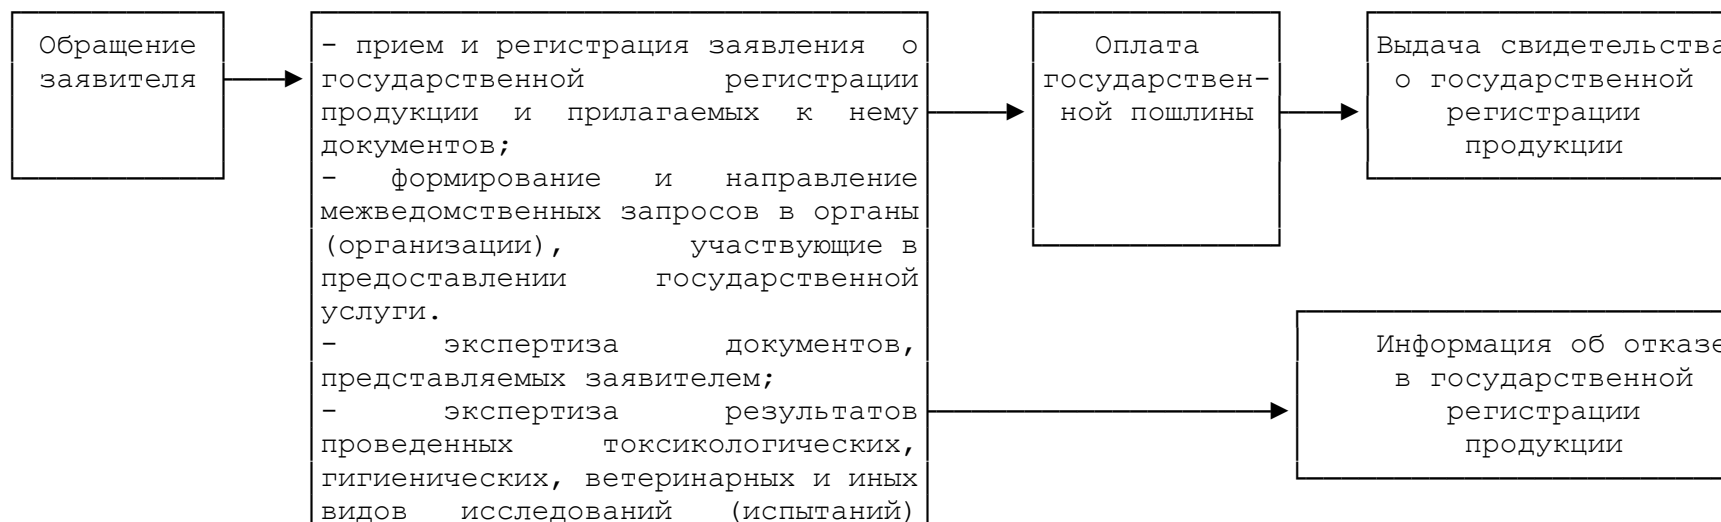 Обращение
заявителя
- прием и регистрация заявления о
государственной регистрации
продукции и прилагаемых к нему
документов;
- формирование и направление
межведомственных запросов в органы
(организации), участвующие в
предоставлении государственной
услуги.
- экспертиза документов,
представляемых заявителем;
- экспертиза результатов
проведенных токсикологических,
гигиенических, ветеринарных и иных
видов исследований (испытаний)
Оплата
государствен-
ной пошлины
Выдача свидетельства
о государственной
регистрации
продукции
Информация об отказе
в государственной
регистрации
продукции